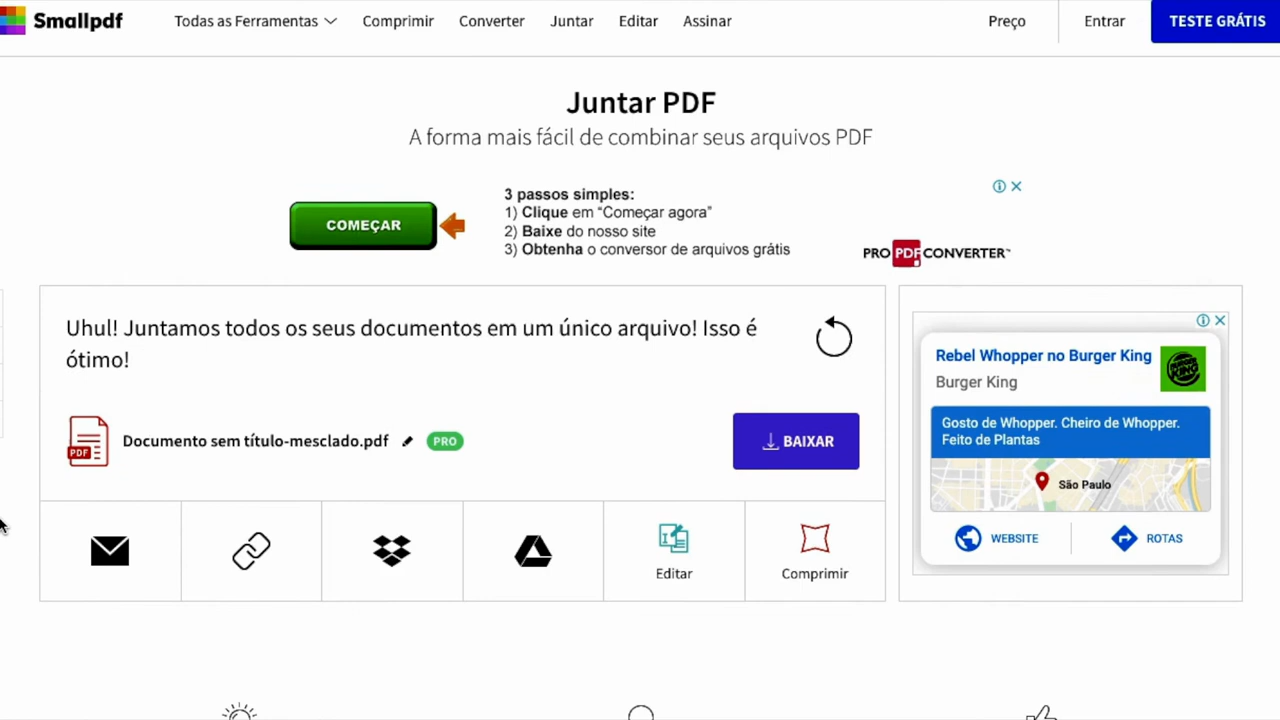 Smallpdf
Todas as Ferramentas
Comprimir
Converter
Juntar
Editar
Assinar
Preço
Entrar
TESTE GRÁTIS
Juntar PDF
A forma mais fácil de combinar seus arquivos PDF
COMEÇAR
3 passos simples:
1) Clique em “Começar agora”
2) Baixe do nosso site
3) Obtenha o conversor de arquivos grátis
PRO PDF CONVERTER™
Uhul! Juntamos todos os seus documentos em um único arquivo! Isso é
ótimo!
PDF
Documento sem título-mesclado.pdf
PRO
BAIXAR
Editar
Comprimir
Rebel Whopper no Burger King
Burger King
BURGER KING
Gosto de Whopper. Cheiro de Whopper.
Feito de Plantas
São Paulo
WEBSITE
ROTAS